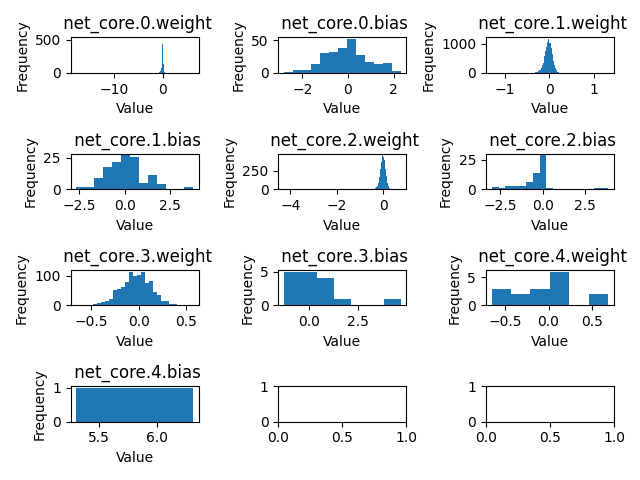 net_core.0.weight
Frequency
500
0
−10
0
Value
net_core.0.bias
Frequency
50
0
−2
0
2
Value
net_core.1.weight
Frequency
1000
0
−1
0
1
Value
net_core.1.bias
Frequency
25
0
−2.5
0.0
2.5
Value
net_core.2.weight
Frequency
250
0
−4
−2
0
Value
net_core.2.bias
Frequency
25
0
−2.5
0.0
2.5
Value
net_core.3.weight
Frequency
100
0
−0.5
0.0
0.5
Value
net_core.3.bias
Frequency
5
0
0.0
2.5
Value
net_core.4.weight
Frequency
5
0
−0.5
0.0
0.5
Value
net_core.4.bias
Frequency
1
0
5.5
6.0
Value
1
0
0.0
0.5
1.0
1
0
0.0
0.5
1.0